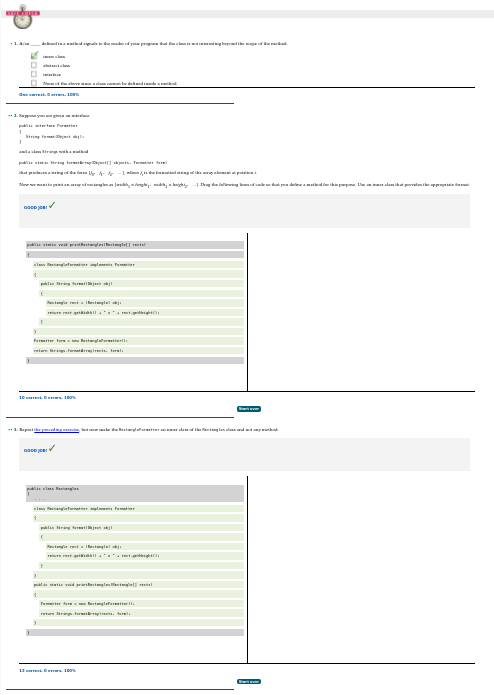 SELF CHECK
•• 1. A/an ____ defined in a method signals to the reader of your program that the class is not interesting beyond the scope of the method.
inner class
abstract class
interface
None of the above since a class cannot be defined inside a method
One correct, 0 errors, 100%
•• 2. Suppose you are given an interface
public interface Formatter
{
String format(Object obj);
}
and a class Strings with a method
public static String formatArray(Object[] objects, Formatter form)
that produces a string of the form [f0, f1, f2, ...], where fi is the formatted string of the array element at position i.
Now we want to print an array of rectangles as [width0 x height0, width1 x height1, ...]. Drag the following lines of code so that you define a method for this purpose. Use an inner class that provides the appropriate format.
GOOD JOB!
public static void printRectangles(Rectangle[] rects)
{
class RectangleFormatter implements Formatter
{
public String format(Object obj)
{
Rectangle rect = (Rectangle) obj;
return rect.getWidth() + " x " + rect.getHeight();
}
}
Formatter form = new RectangleFormatter();
return Strings.formatArray(rects, form);
}
10 correct, 0 errors, 100%
Start over
•• 3. Repeat the preceding exercise, but now make the RectangleFormatter an inner class of the Rectangles class and not any method.
GOOD JOB!
public class Rectangles
{
. . .
class RectangleFormatter implements Formatter
{
public String format(Object obj)
{
Rectangle rect = (Rectangle) obj;
return rect.getWidth() + " x " + rect.getHeight();
}
}
public static void printRectangles(Rectangle[] rects)
{
Formatter form = new RectangleFormatter();
return Strings.formatArray(rects, form);
}
}
13 correct, 0 errors, 100%
Start over